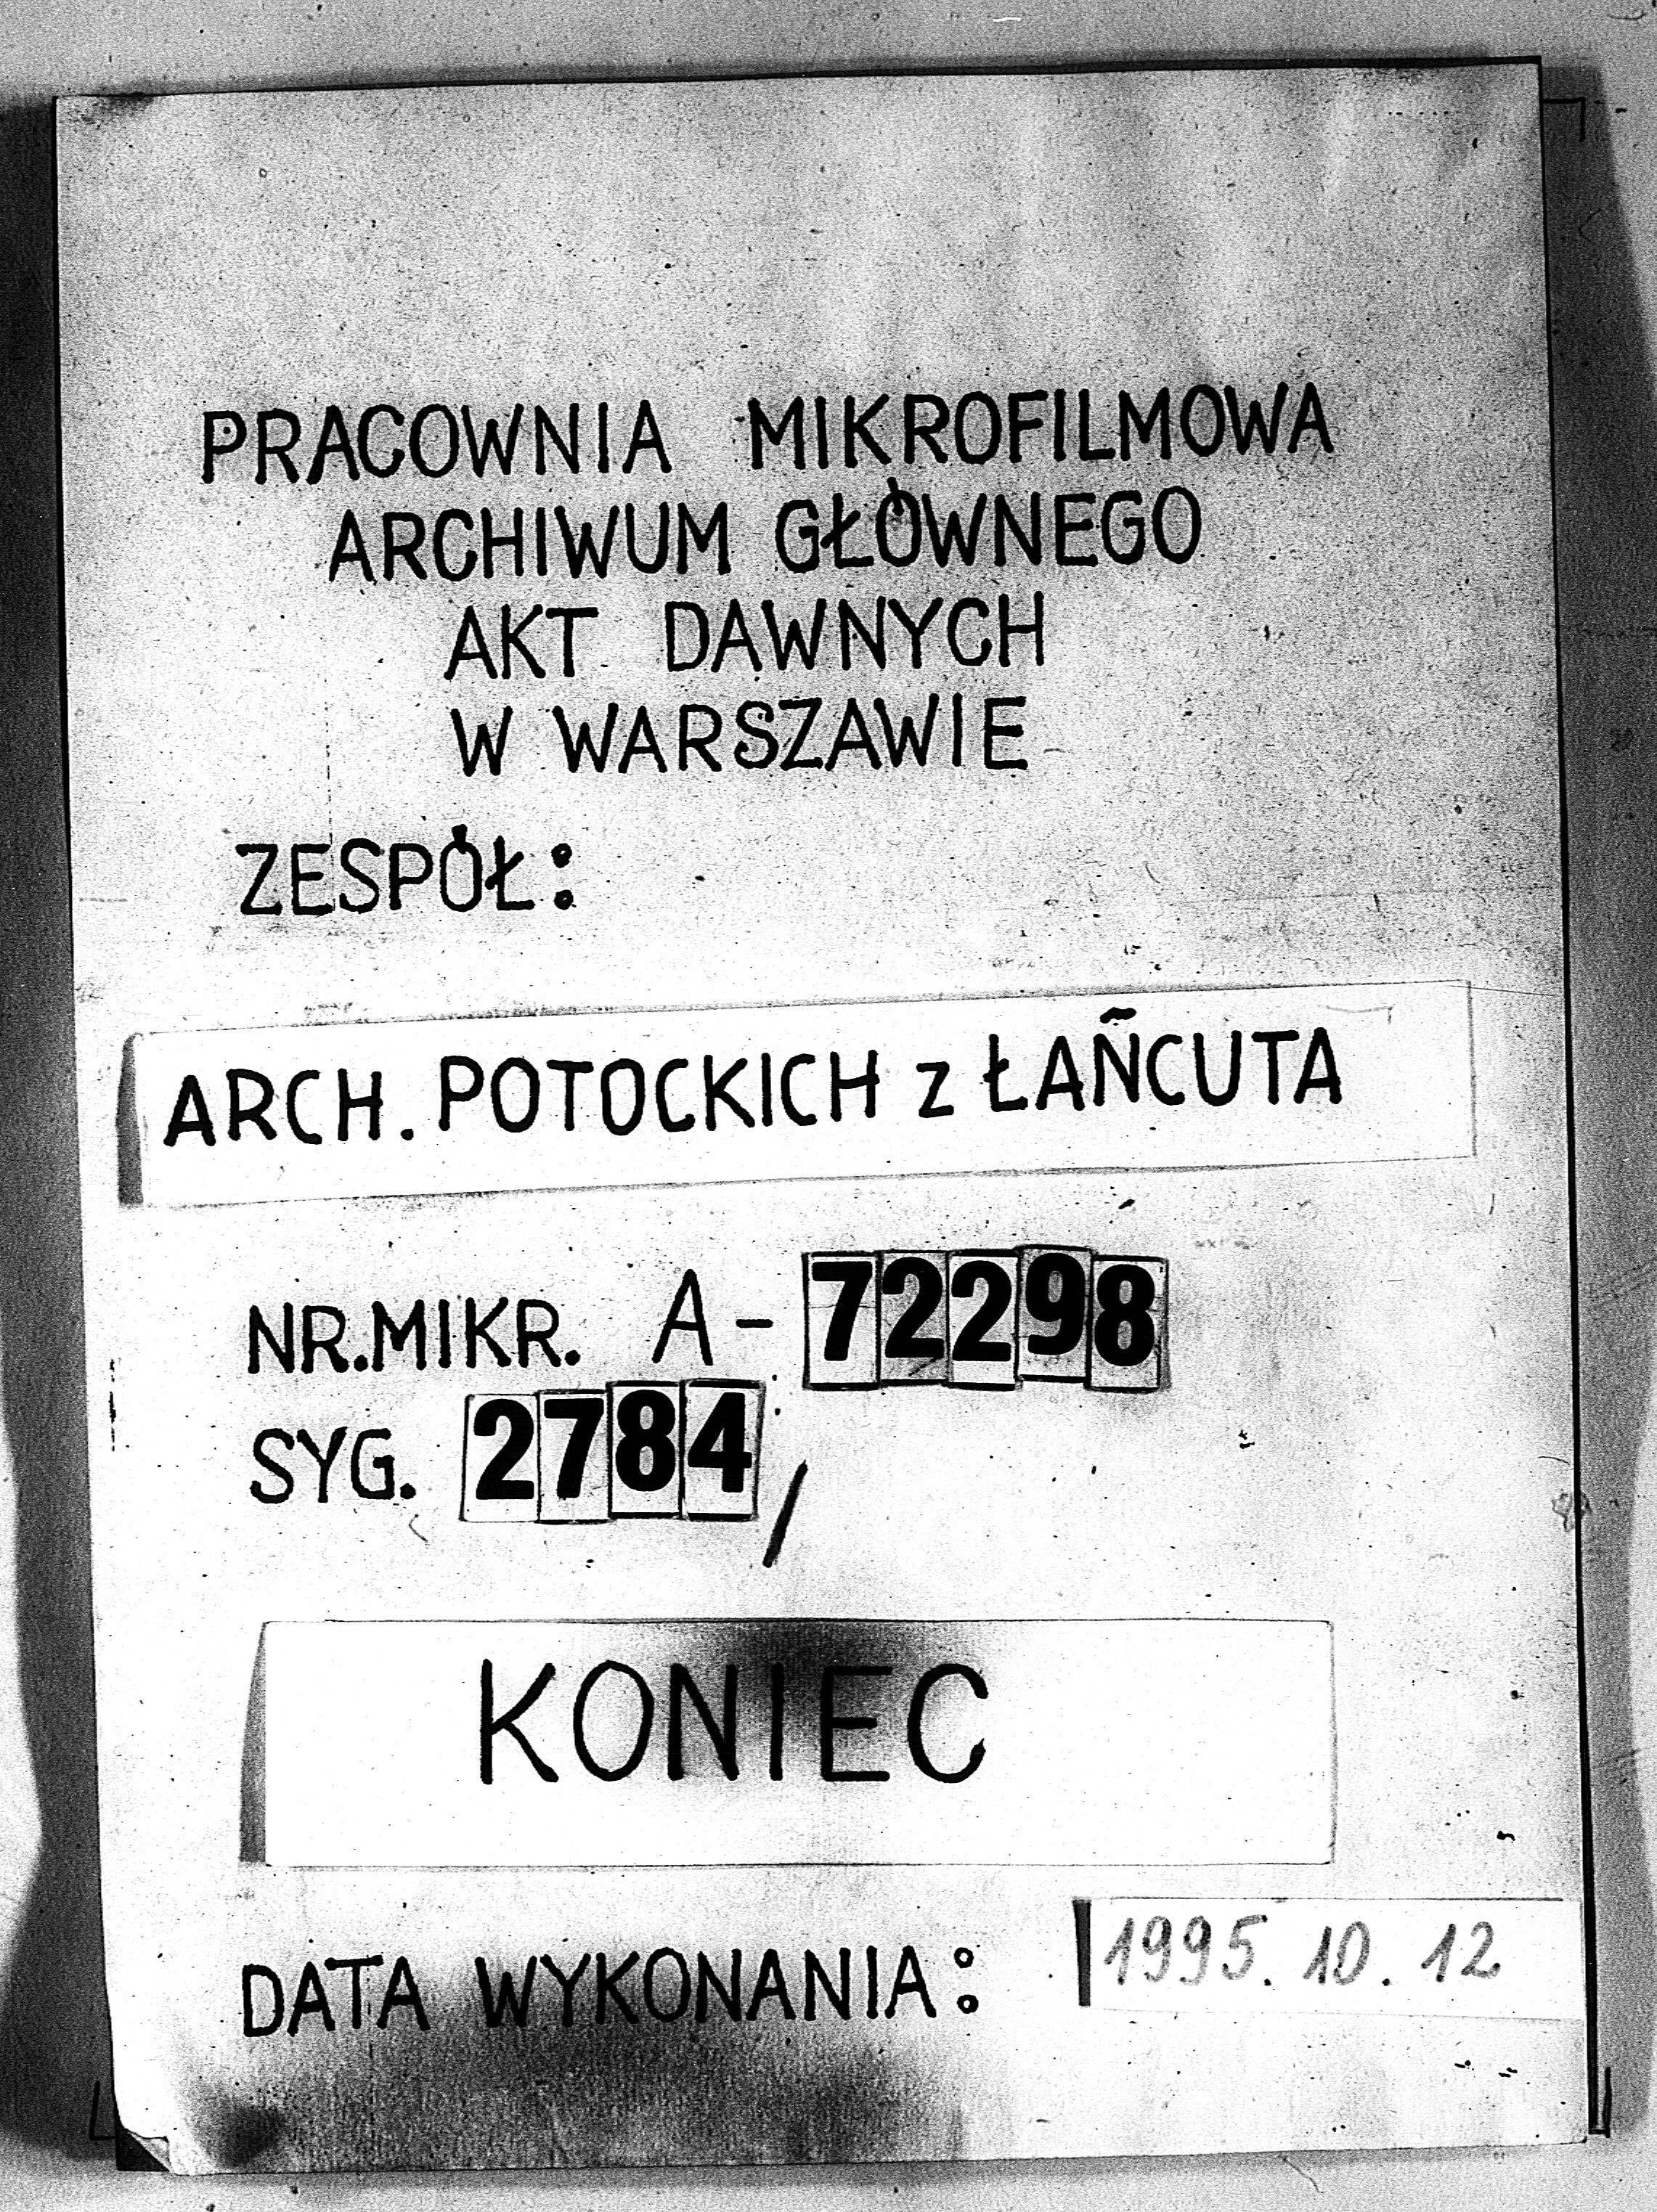 PRACOWNIA MIKROFILMOWA
ARCHIWUM GŁÓWNEGO
AKT DAWNYCH
W WARSZAWIE
ZESPÓŁ:
ARCH. POTOCKICH z ŁAŃCUTA
NR.MIKR. A-72298
SYG. 2784/
KONIEC
DATA WYKONANIA: 1995.10.12